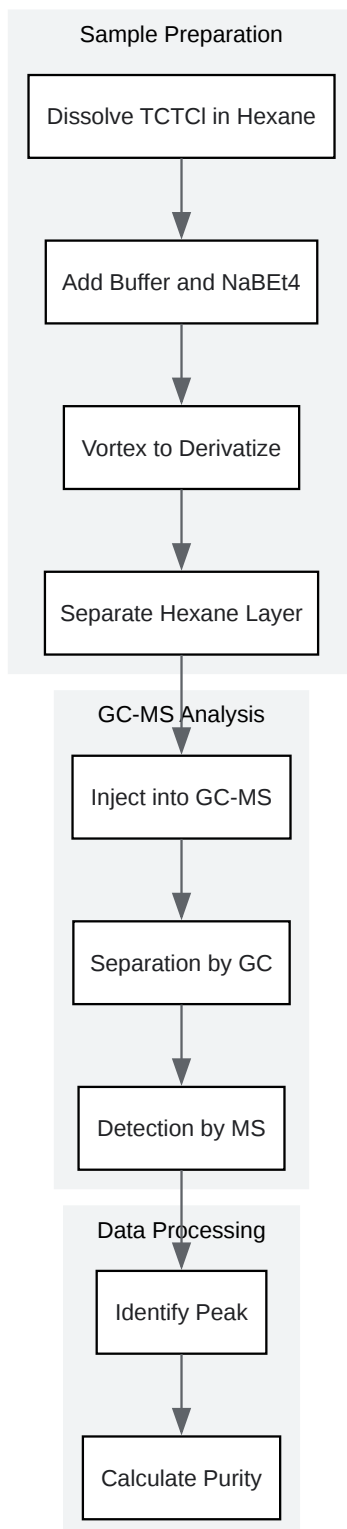 Sample Preparation
Dissolve TCTCl in Hexane
Add Buffer and NaBEt4
Vortex to Derivatize
Separate Hexane Layer
GC-MS Analysis
Inject into GC-MS
Separation by GC
Detection by MS
Data Processing
Identify Peak
Calculate Purity